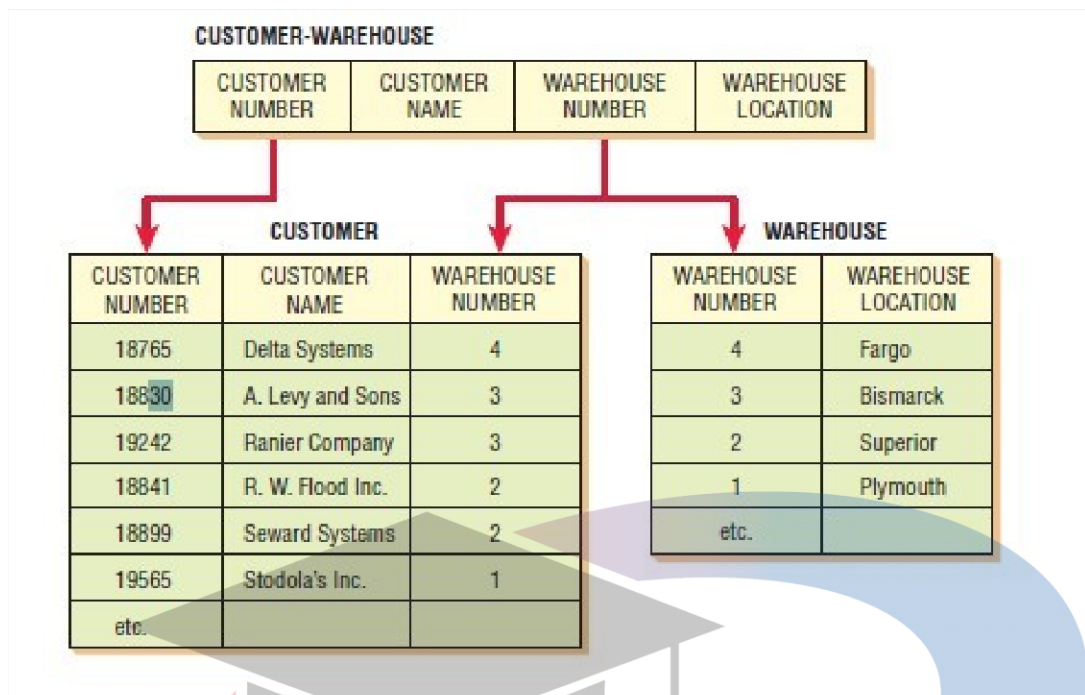 CUSTOMER-WAREHOUSE
CUSTOMER NUMBER CUSTOMER NAME WAREHOUSE NUMBER WAREHOUSE LOCATION
CUSTOMER
CUSTOMER NUMBER CUSTOMER NAME WAREHOUSE NUMBER
18765 Delta Systems 4
18830 A. Levy and Sons 3
19242 Ranier Company 3
18841 R. W. Flood Inc. 2
18899 Seward Systems 2
19565 Stodola's Inc. 1
etc.
WAREHOUSE
WAREHOUSE NUMBER WAREHOUSE LOCATION
4 Fargo
3 Bismarck
2 Superior
1 Plymouth
etc.